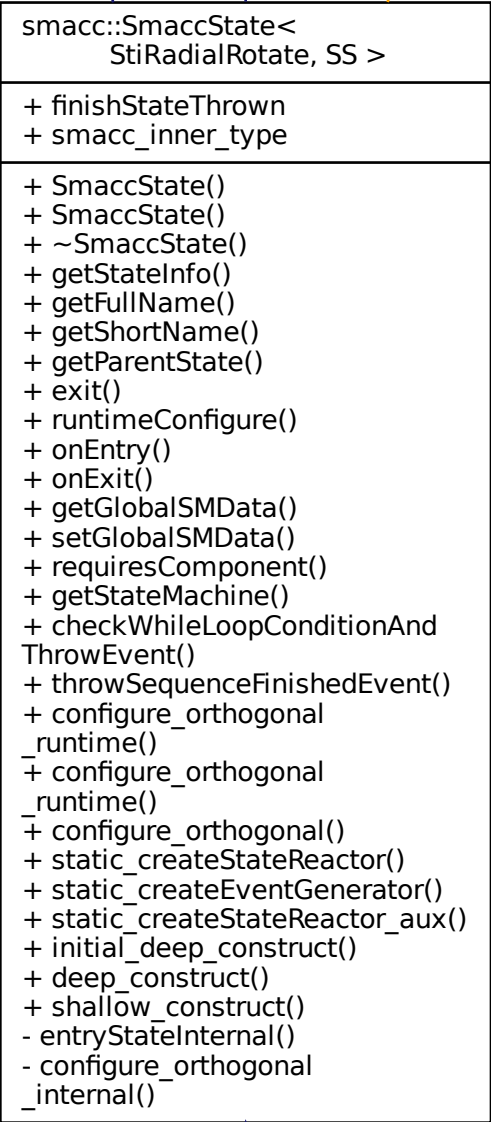 smacc::SmaccState<
StiRadialRotate, SS >
+ finishStateThrown
+ smacc_inner_type
+ SmaccState()
+ SmaccState()
+ ~SmaccState()
+ getStateInfo()
+ getFullName()
+ getShortName()
+ getParentState()
+ exit()
+ runtimeConfigure()
+ onEntry()
+ onExit()
+ getGlobalSMData()
+ setGlobalSMData()
+ requiresComponent()
+ getStateMachine()
+ checkWhileLoopConditionAnd
ThrowEvent()
+ throwSequenceFinishedEvent()
+ configure_orthogonal
_runtime()
+ configure_orthogonal
_runtime()
+ configure_orthogonal()
+ static_createStateReactor()
+ static_createEventGenerator()
+ static_createStateReactor_aux()
+ initial_deep_construct()
+ deep_construct()
+ shallow_construct()
- entryStateInternal()
- configure_orthogonal
_internal()